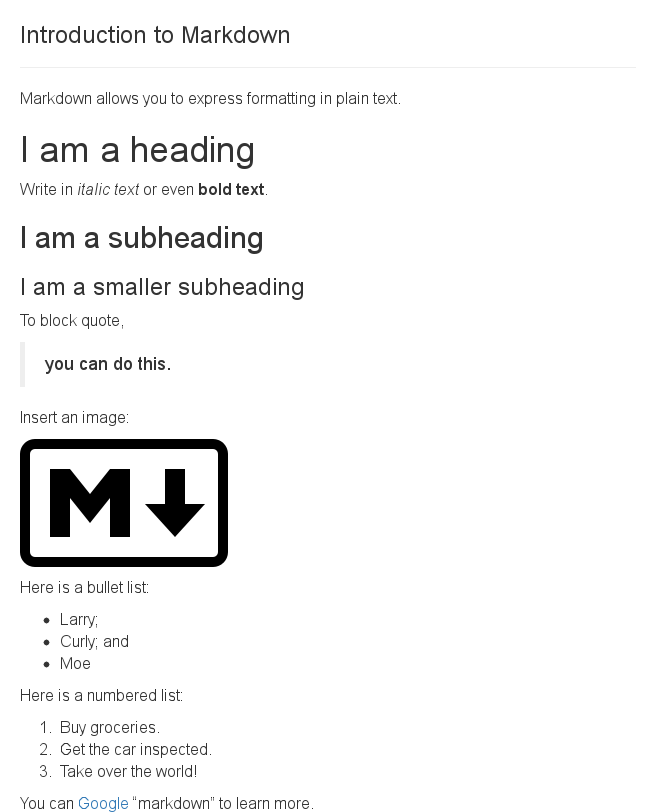 Introduction to Markdown
Markdown allows you to express formatting in plain text.
I am a heading
Write in italic text or even bold text.
I am a subheading
I am a smaller subheading
To block quote,
you can do this.
Insert an image:
M
Here is a bullet list:
• Larry;
• Curly; and
• Moe
Here is a numbered list:
1. Buy groceries.
2. Get the car inspected.
3. Take over the world!
You can Google “markdown” to learn more.